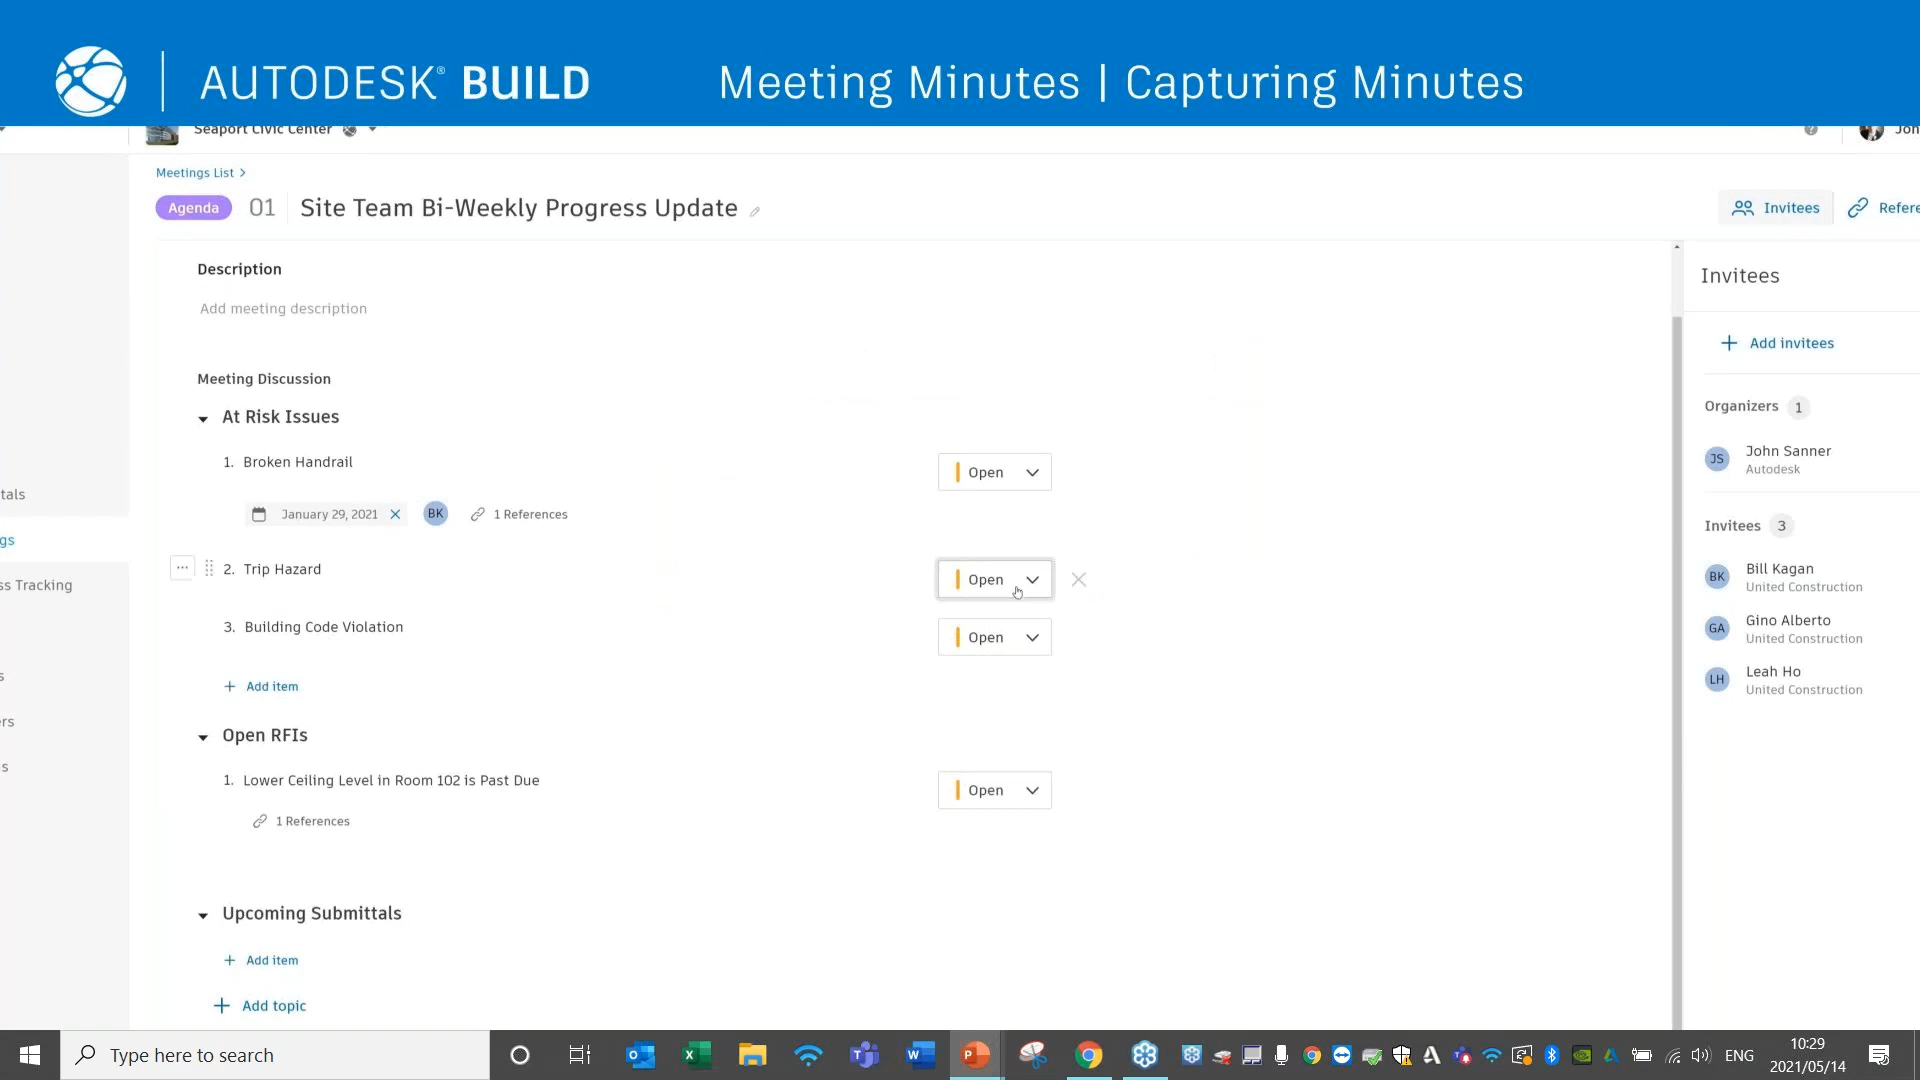 AUTODESK® BUILD
Meeting Minutes | Capturing Minutes
Seaport Civic Center
Meetings List >
Agenda 01 Site Team Bi-Weekly Progress Update
Invitees
Description
Add meeting description
Meeting Discussion
At Risk Issues
1. Broken Handrail
Open
January 29, 2021
BK
1 References
2. Trip Hazard
Open
3. Building Code Violation
Open
+ Add item
Open RFIs
1. Lower Ceiling Level in Room 102 is Past Due
Open
1 References
Upcoming Submittals
+ Add item
+ Add topic
Invitees
+ Add invitees
Organizers 1
JS John Sanner
Autodesk
Invitees 3
BK Bill Kagan
United Construction
GA Gino Alberto
United Construction
LH Leah Ho
United Construction
Tracking
Type here to search
ENG
10:29
2021/05/14